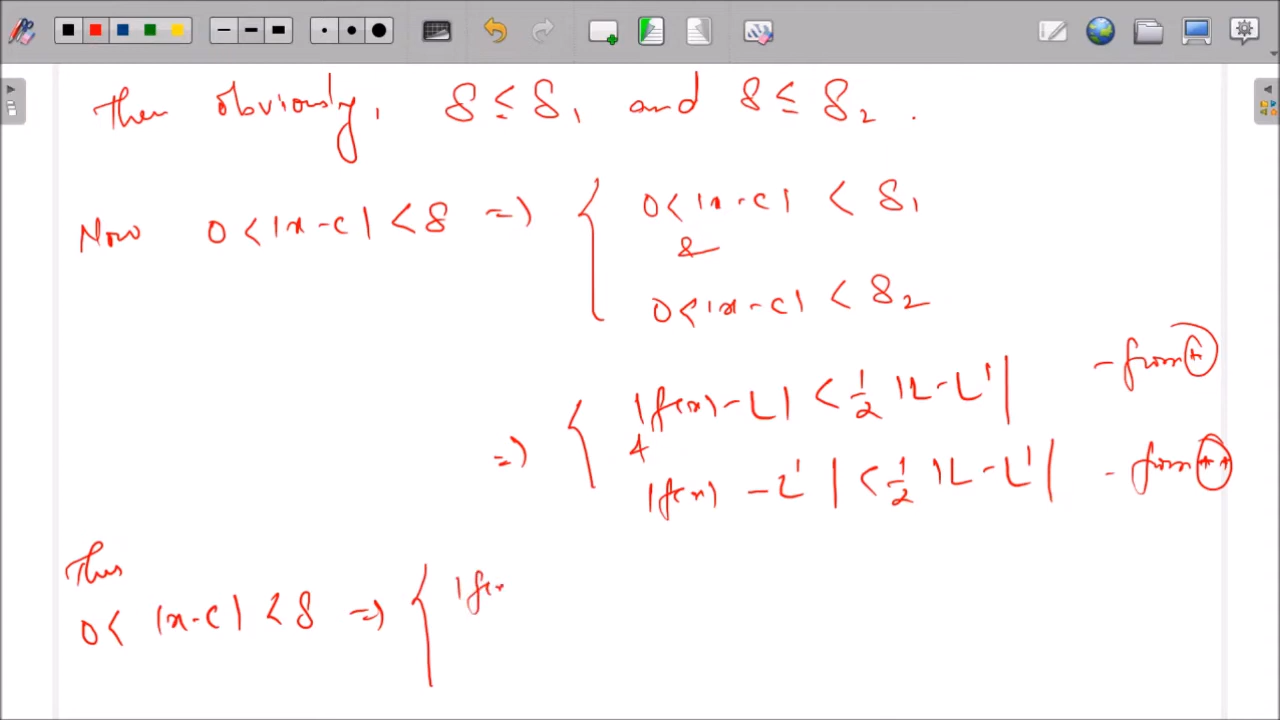 Then obviously, δ ≤ δ₁ and δ ≤ δ₂ .
Now 0 < |x - c| < δ => { 0 < |x - c| < δ₁
&
0 < |x - c| < δ₂
=> { |f(x) - L| < 1/2 |L - L'| - from (*)
&
|f(x) - L'| < 1/2 |L - L'| - from (**)
Thus
0 < |x - c| < δ => { |f(x